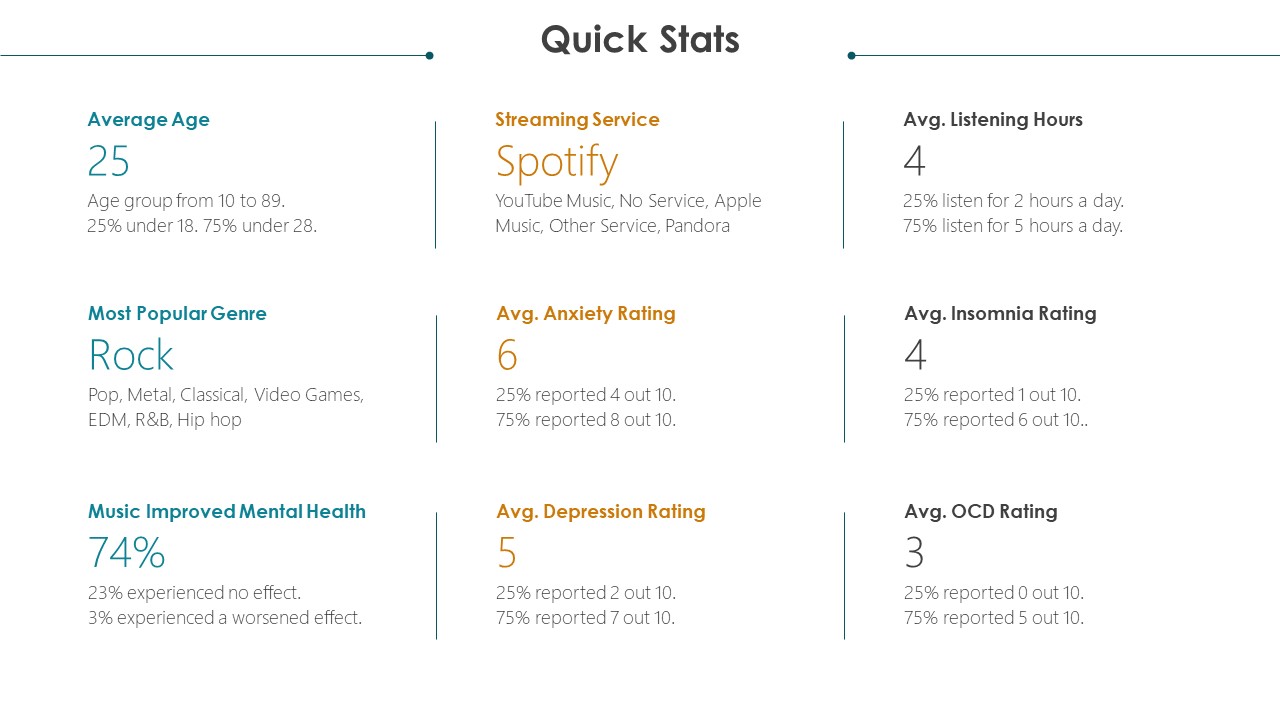 Quick Stats
Average Age
25
Age group from 10 to 89.
25% under 18. 75% under 28.
Streaming Service
Spotify
YouTube Music, No Service, Apple
Music, Other Service, Pandora
Avg. Listening Hours
4
25% listen for 2 hours a day.
75% listen for 5 hours a day.
Most Popular Genre
Rock
Pop, Metal, Classical, Video Games,
EDM, R&B, Hip hop
Avg. Anxiety Rating
6
25% reported 4 out 10.
75% reported 8 out 10.
Avg. Insomnia Rating
4
25% reported 1 out 10.
75% reported 6 out 10..
Music Improved Mental Health
74%
23% experienced no effect.
3% experienced a worsened effect.
Avg. Depression Rating
5
25% reported 2 out 10.
75% reported 7 out 10.
Avg. OCD Rating
3
25% reported 0 out 10.
75% reported 5 out 10.